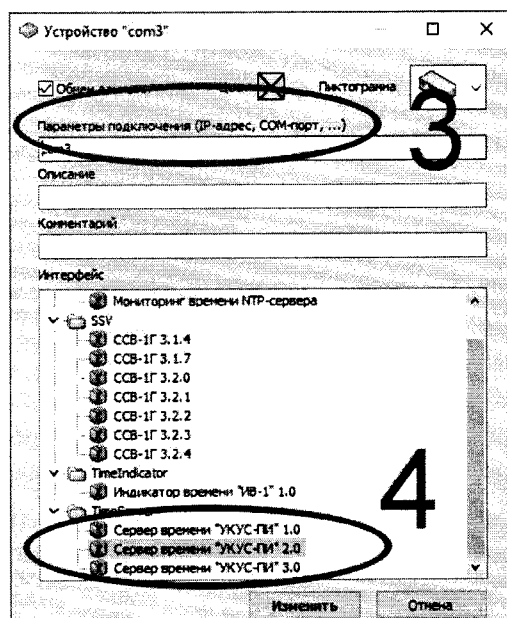 Устройство "com3"
Обмен Пиктограмма
3
Параметры подключения (IP-адрес, COM-порт, ...)
com3
Описание
Комментарий
Интерфейс
Мониторинг времени NTP-сервера
SSV
ССВ-1Г 3.1.4
ССВ-1Г 3.1.7
ССВ-1Г 3.2.0
ССВ-1Г 3.2.1
ССВ-1Г 3.2.2
ССВ-1Г 3.2.3
ССВ-1Г 3.2.4
TimeIndicator
Индикатор времени "ИВ-1" 1.0
4
Сервер времени "УКУС-ПИ" 1.0
Сервер времени "УКУС-ПИ" 2.0
Сервер времени "УКУС-ПИ" 3.0
Изменить Отмена